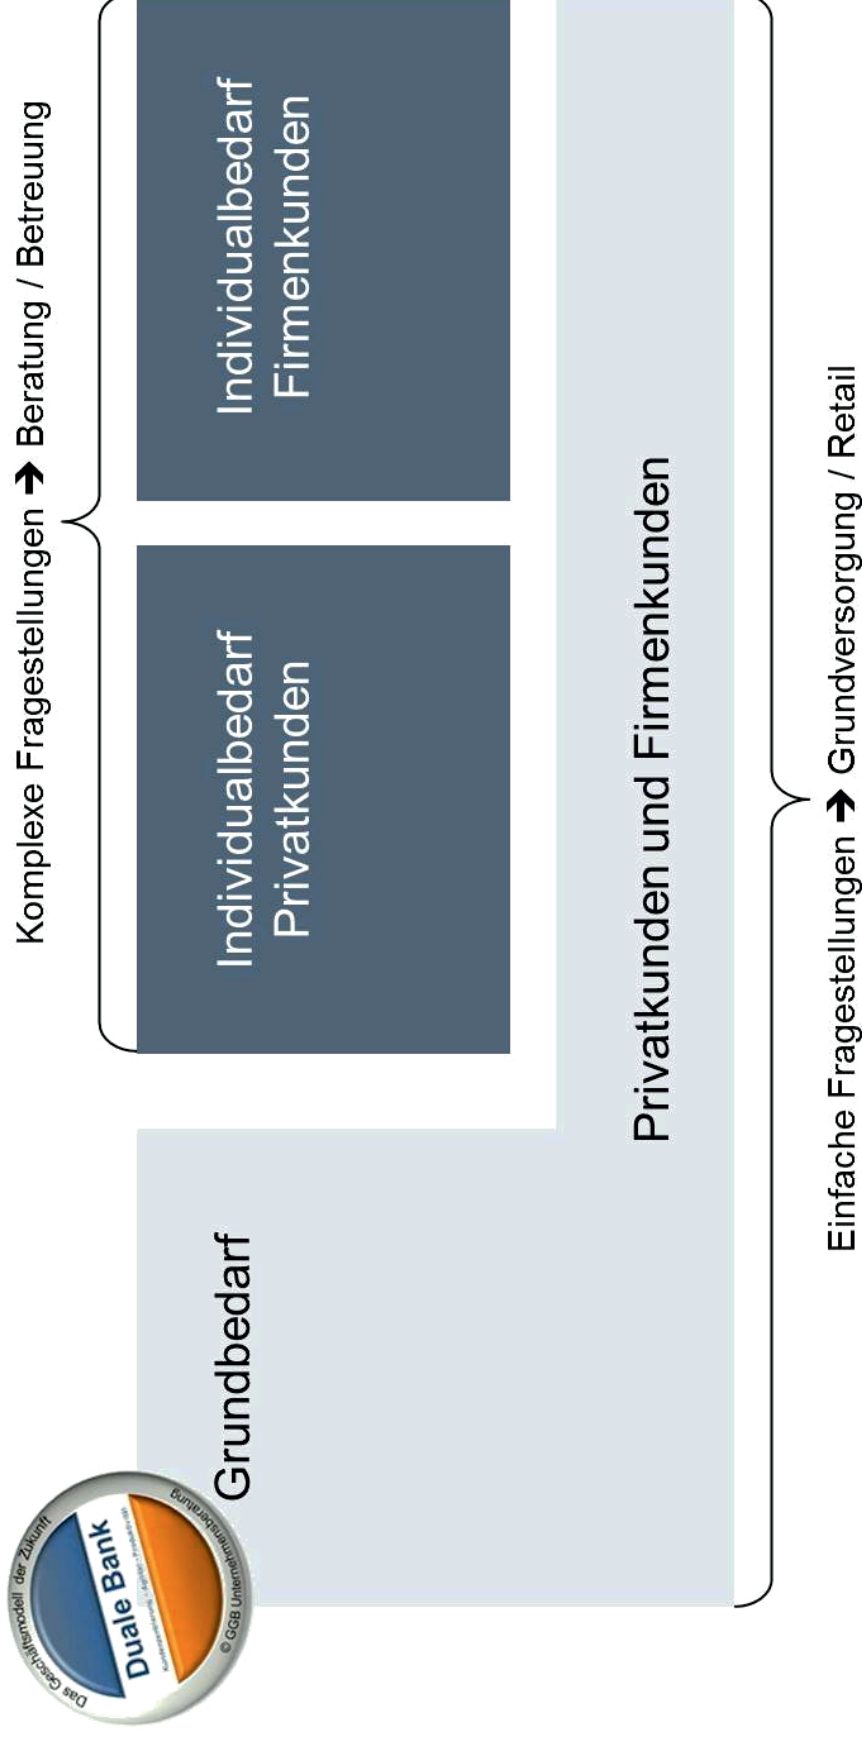 Komplexe Fragestellungen ➔ Beratung / Betreuung
Das Geschäftsmodell der Zukunft
Duale Bank
© GGB Unternehmensberatung
Grundbedarf
Individualbedarf
Privatkunden
Individualbedarf
Firmenkunden
Privatkunden und Firmenkunden
Einfache Fragestellungen ➔ Grundversorgung / Retail